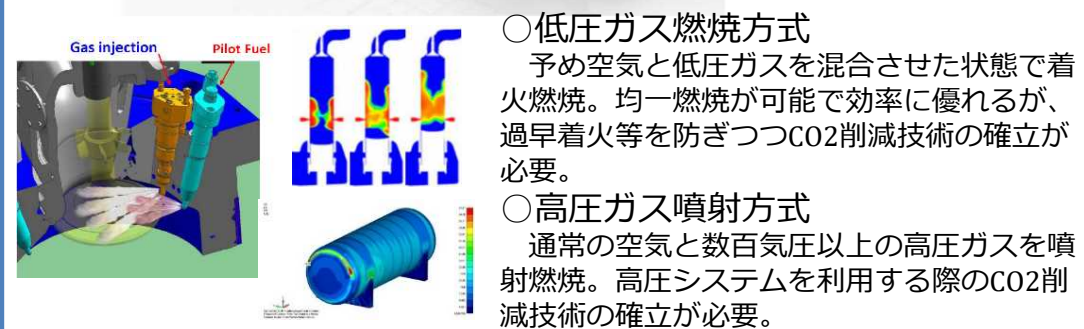 Gas injection
Pilot Fuel
○低圧ガス燃焼方式
予め空気と低圧ガスを混合させた状態で着
火燃焼。均一燃焼が可能で効率に優れるが、
過早着火等を防ぎつつCO2削減技術の確立が
必要。
○高圧ガス噴射方式
通常の空気と数百気圧以上の高圧ガスを噴
射燃焼。高圧システムを利用する際のCO2削
減技術の確立が必要。